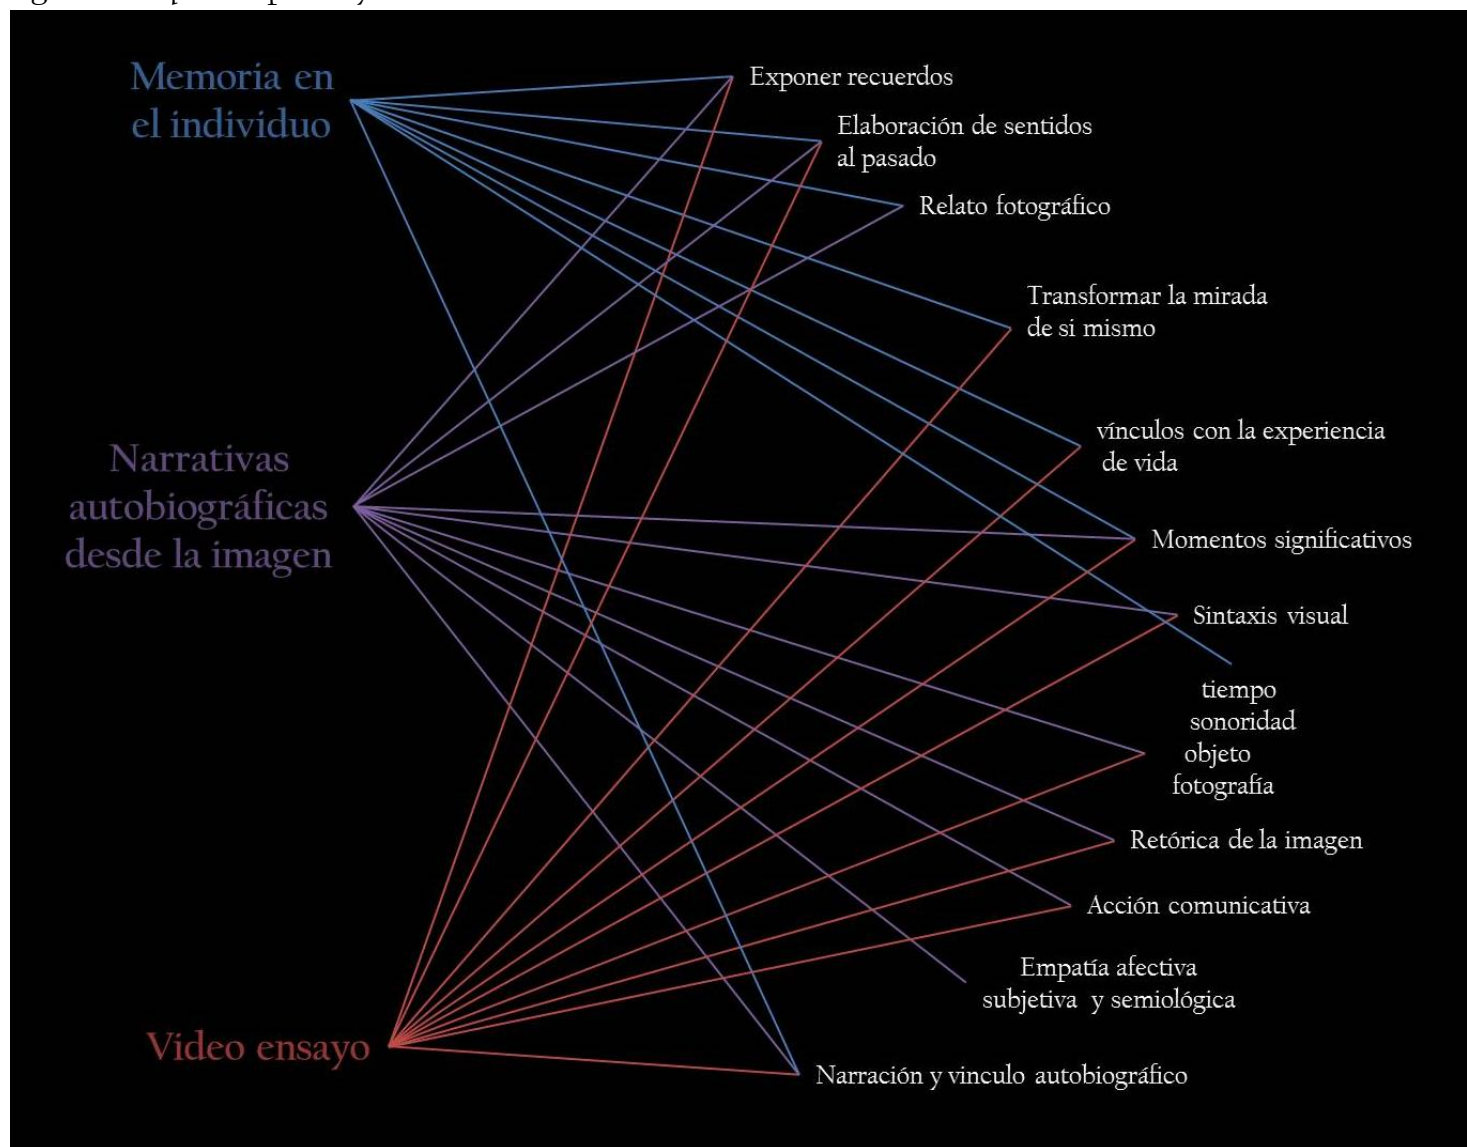 Memoria en
el individuo
Narrativas
autobiográficas
desde la imagen
Video ensayo
Exponer recuerdos
Elaboración de sentidos
al pasado
Relato fotográfico
Transformar la mirada
de si mismo
vínculos con la experiencia
de vida
Momentos significativos
Sintaxis visual
tiempo
sonoridad
objeto
fotografía
Retórica de la imagen
Acción comunicativa
Empatía afectiva
subjetiva y semiológica
Narración y vinculo autobiográfico